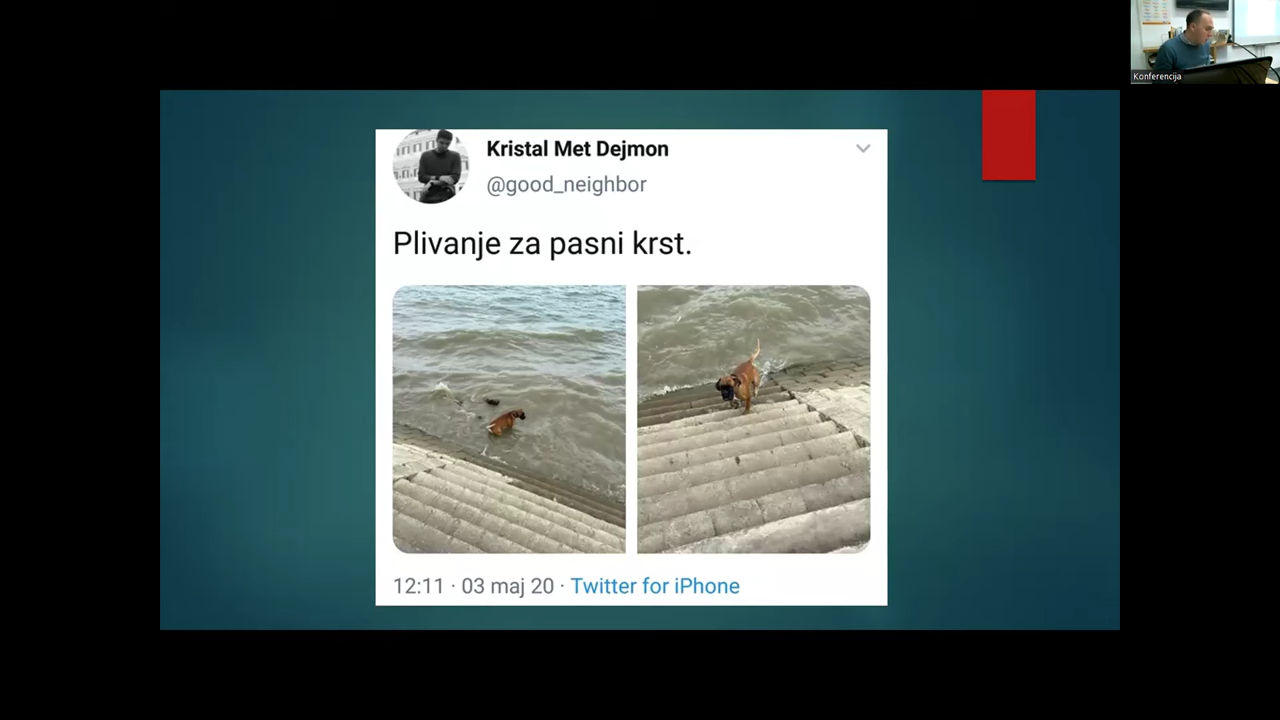 Konferencija
Kristal Met Dejmon
@good_neighbor
Plivanje za pasni krst.
12:11 · 03 maj 20 · Twitter for iPhone